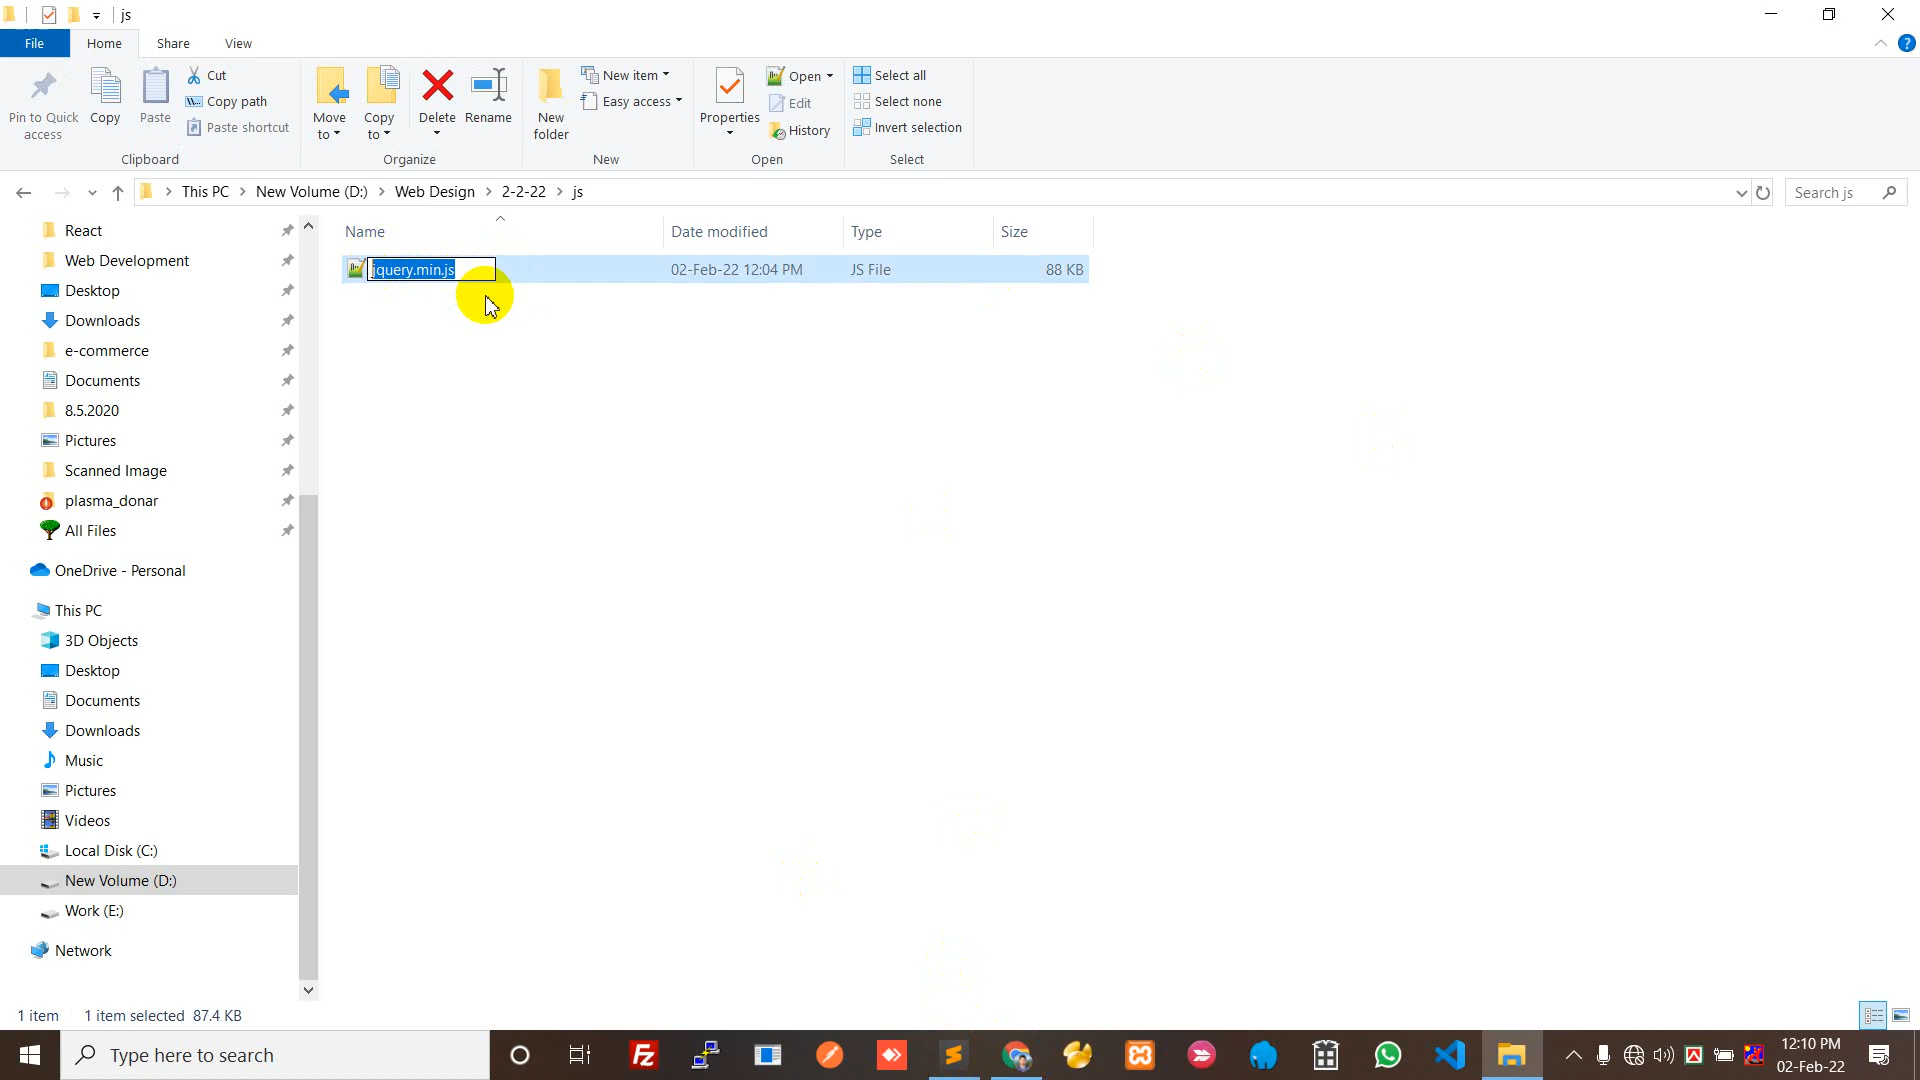 js
File Home Share View
Pin to Quick access
Copy
Paste
Cut
Copy path
Paste shortcut
Clipboard
Move to
Copy to
Delete
Rename
Organize
New folder
New item
Easy access
New
Properties
Open
Edit
History
Open
Select all
Select none
Invert selection
Select
This PC > New Volume (D:) > Web Design > 2-2-22 > js
Search js
Name Date modified Type Size
jquery.min.js 02-Feb-22 12:04 PM JS File 88 KB
React
Web Development
Desktop
Downloads
e-commerce
Documents
8.5.2020
Pictures
Scanned Image
plasma_donar
All Files
OneDrive - Personal
This PC
3D Objects
Desktop
Documents
Downloads
Music
Pictures
Videos
Local Disk (C:)
New Volume (D:)
Work (E:)
Network
1 item 1 item selected 87.4 KB
Type here to search
12:10 PM
02-Feb-22